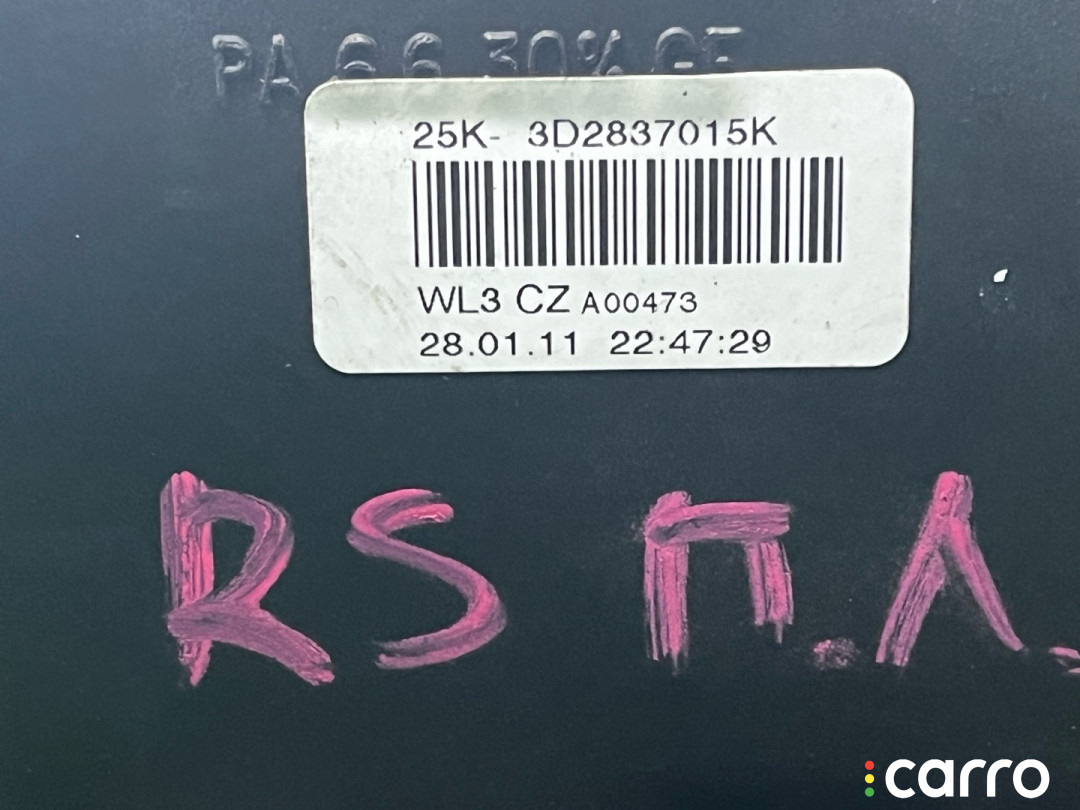 PA 66 30% GF
25K- 3D2837015K
WL3 CZ A00473
28.01.11 22:47:29
RS П.Л.
carro